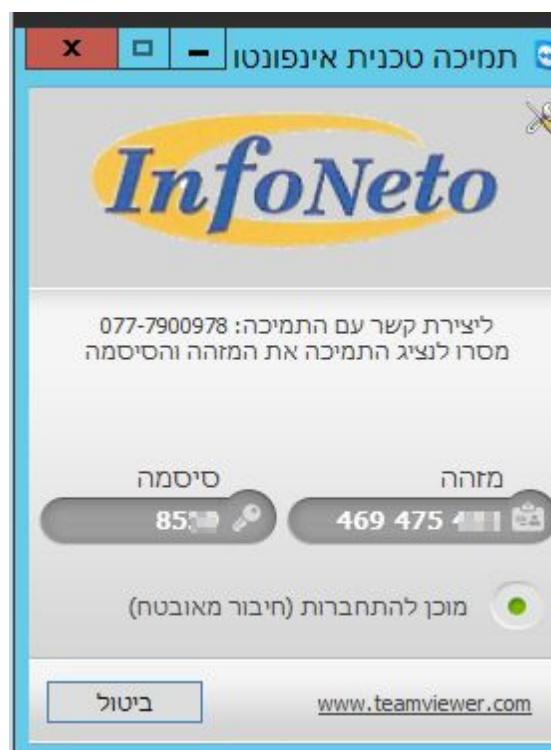 תמיכה טכנית אינפונטו
InfoNeto
ליצירת קשר עם התמיכה: 077-7900978
מסרו לנציג התמיכה את המזהה והסיסמה
מזהה
469 475
סיסמה
85
מוכן להתחברות (חיבור מאובטח)
www.teamviewer.com
ביטול